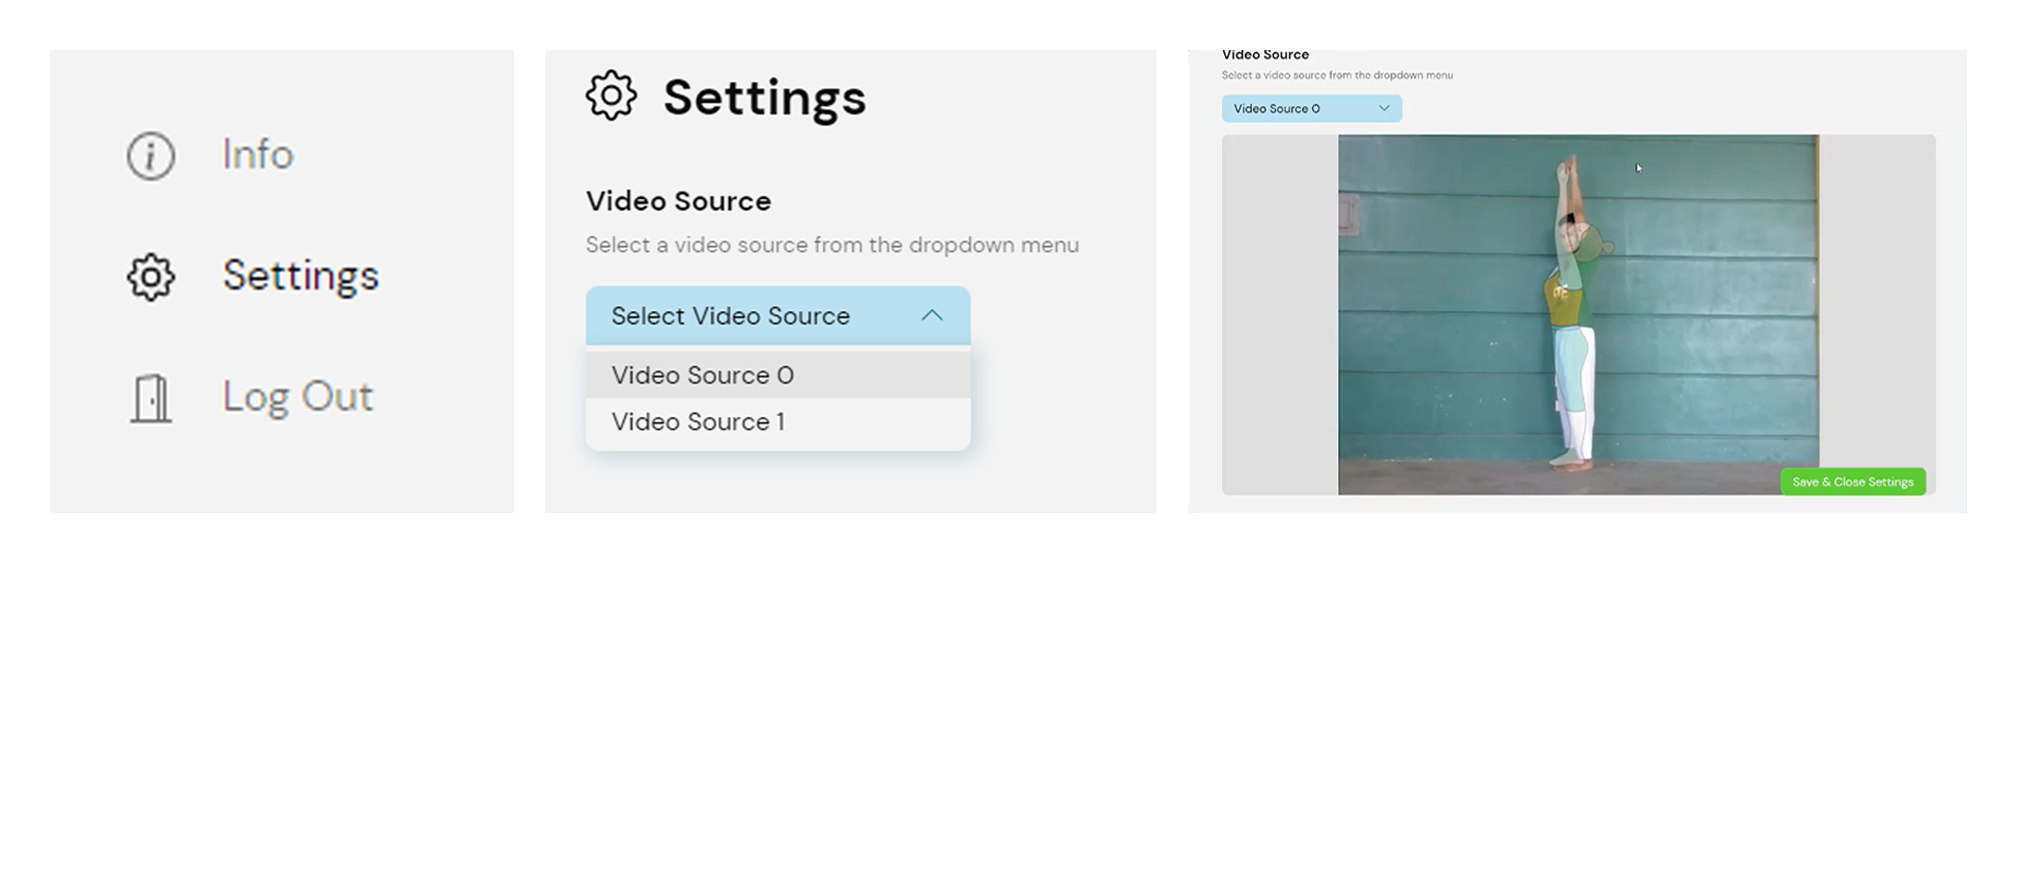 Info
Settings
Log Out
Settings
Video Source
Select a video source from the dropdown menu
Select Video Source
Video Source 0
Video Source 1
Video Source
Select a video source from the dropdown menu
Video Source 0
Save & Close Settings